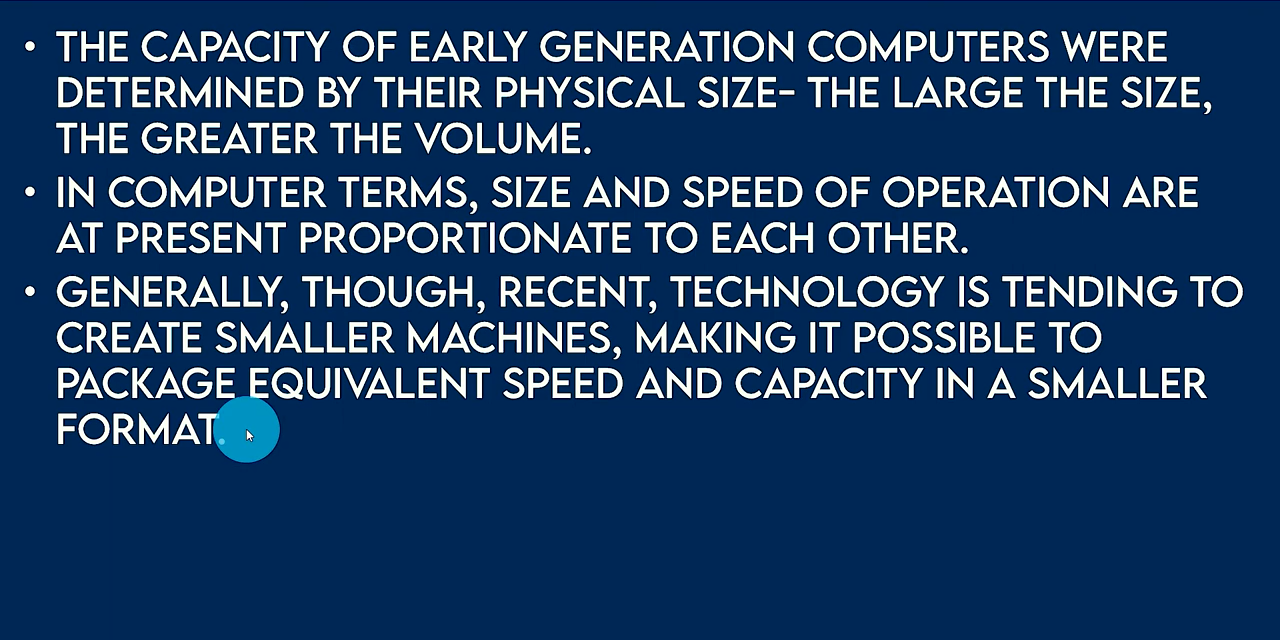 • THE CAPACITY OF EARLY GENERATION COMPUTERS WERE
DETERMINED BY THEIR PHYSICAL SIZE- THE LARGE THE SIZE,
THE GREATER THE VOLUME.
• IN COMPUTER TERMS, SIZE AND SPEED OF OPERATION ARE
AT PRESENT PROPORTIONATE TO EACH OTHER.
• GENERALLY, THOUGH, RECENT, TECHNOLOGY IS TENDING TO
CREATE SMALLER MACHINES, MAKING IT POSSIBLE TO
PACKAGE EQUIVALENT SPEED AND CAPACITY IN A SMALLER
FORMAT.